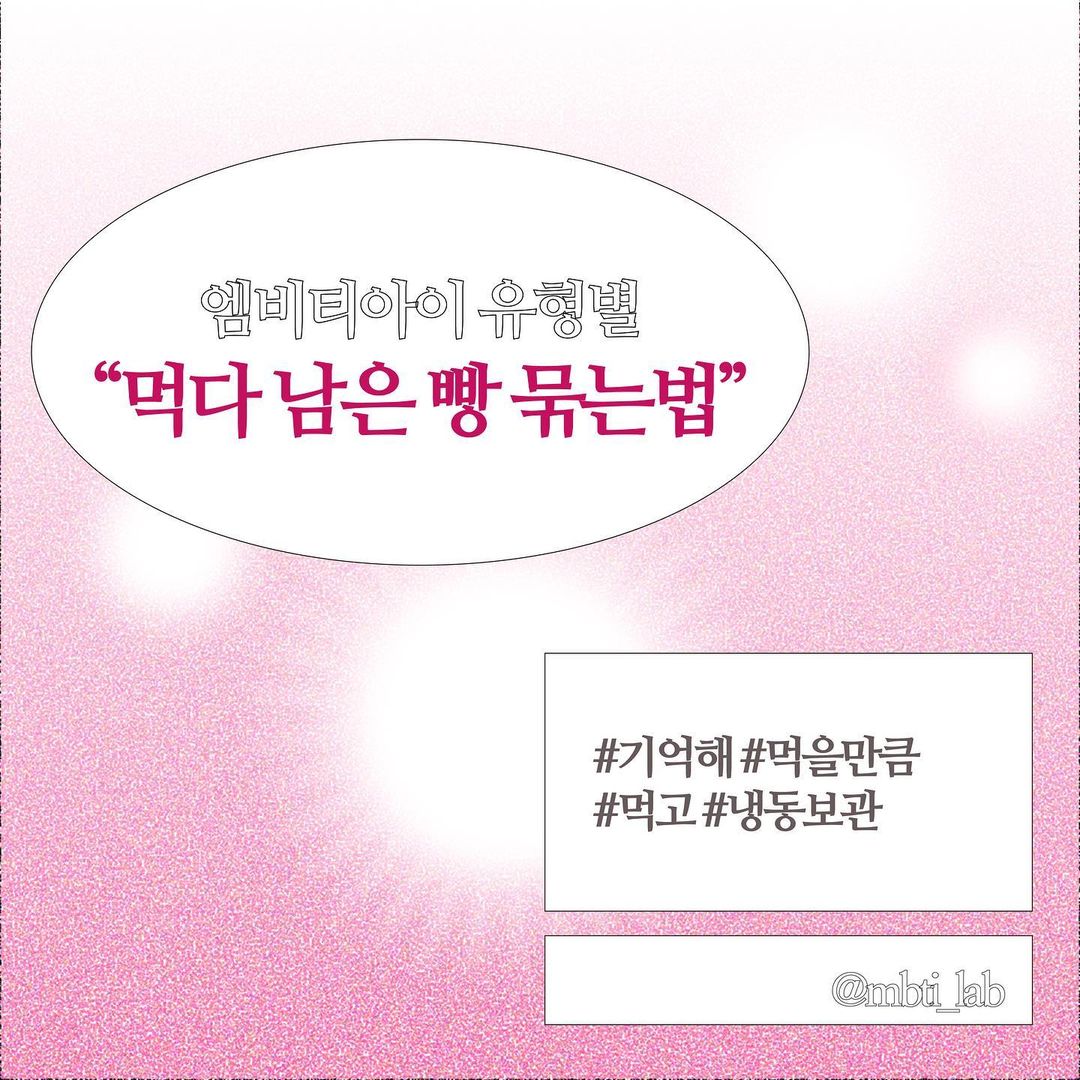 엠비티아이 유형별
“먹다 남은 빵 묶는법”
#기억해 #먹을만큼
#먹고 #냉동보관
@mbti_lab